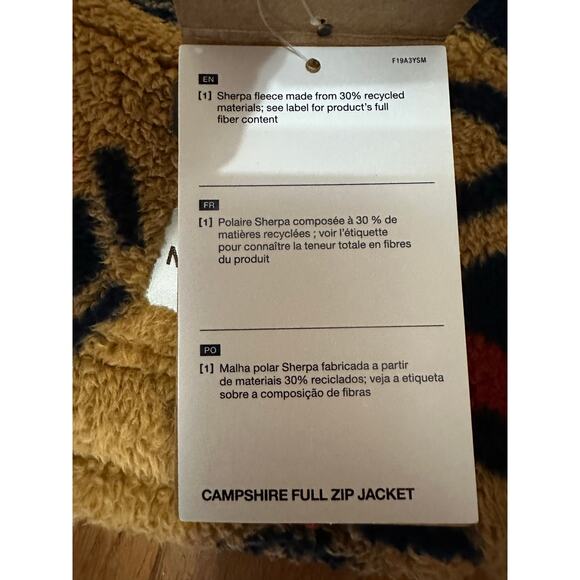 F19A3YSM
EN
[1] Sherpa fleece made from 30% recycled
materials; see label for product's full
fiber content
FR
[1] Polaire Sherpa composée à 30 % de
matières recyclées ; voir l'étiquette
pour connaître la teneur totale en fibres
du produit
PO
[1] Malha polar Sherpa fabricada a partir
de materiais 30% reciclados; veja a etiqueta
sobre a composição de fibras
CAMPSHIRE FULL ZIP JACKET